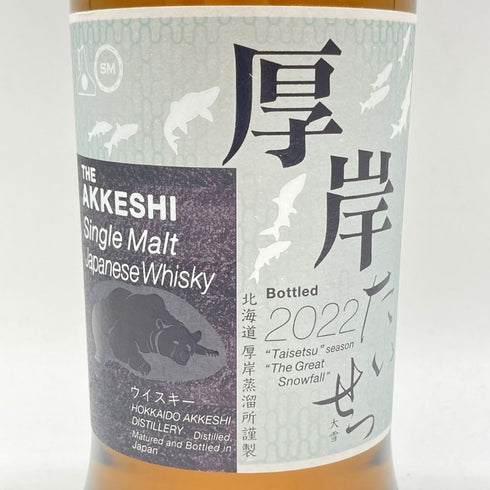 SM
厚岸
THE
AKKESHI
Single Malt
Japanese Whisky
Bottled
2022
"Taisetsu" season
"The Great
Snowfall"
たいせつ
大雪
北海道厚岸蒸溜所謹製
ウイスキー
HOKKAIDO AKKESHI
DISTILLERY Distilled,
Matured and Bottled in
Japan